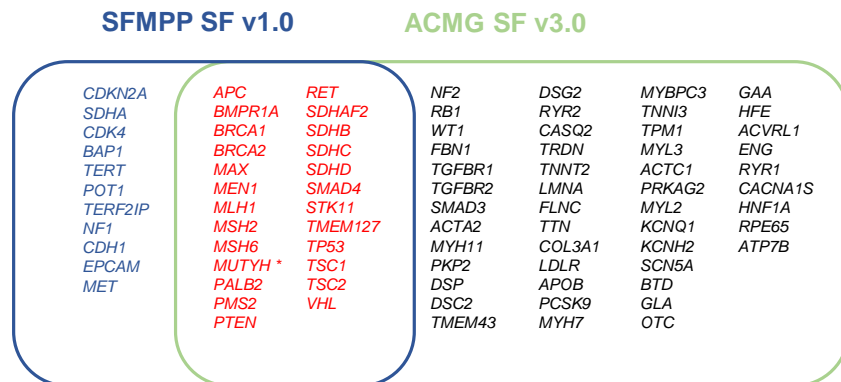 SFMPP SF v1.0 ACMG SF v3.0
CDKN2A APC RET NF2 DSG2 MYBPC3 GAA
SDHA BMPR1A SDHAF2 RB1 RYR2 TNNI3 HFE
CDK4 BRCA1 SDHB WT1 CASQ2 TPM1 ACVRL1
BAP1 BRCA2 SDHC FBN1 TRDN MYL3 ENG
TERT MAX SDHD TGFBR1 TNNT2 ACTC1 RYR1
POT1 MEN1 SMAD4 TGFBR2 LMNA PRKAG2 CACNA1S
TERF2IP MLH1 STK11 SMAD3 FLNC MYL2 HNF1A
NF1 MSH2 TMEM127 ACTA2 TTN KCNQ1 RPE65
CDH1 MSH6 TP53 MYH11 COL3A1 KCNH2 ATP7B
EPCAM MUTYH * TSC1 PKP2 LDLR SCN5A
MET PALB2 TSC2 DSP APOB BTD
PMS2 VHL DSC2 PCSK9 GLA
PTEN TMEM43 MYH7 OTC